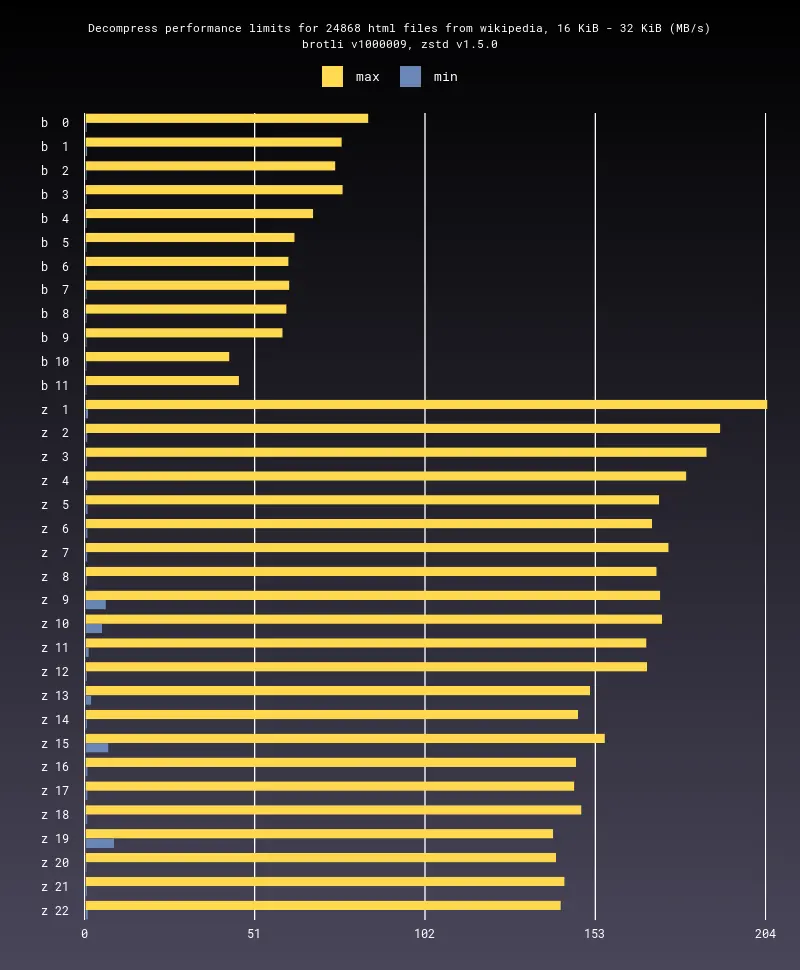 Decompress performance limits for 24868 html files from wikipedia, 16 KiB - 32 KiB (MB/s)
brotli v1000009, zstd v1.5.0
max min
b 0
b 1
b 2
b 3
b 4
b 5
b 6
b 7
b 8
b 9
b 10
b 11
z 1
z 2
z 3
z 4
z 5
z 6
z 7
z 8
z 9
z 10
z 11
z 12
z 13
z 14
z 15
z 16
z 17
z 18
z 19
z 20
z 21
z 22
0 51 102 153 204